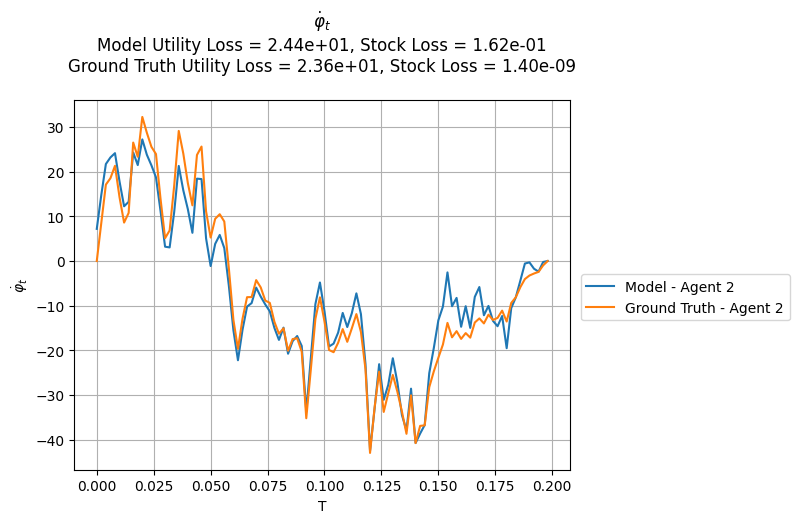 φ̇ₜ
Model Utility Loss = 2.44e+01, Stock Loss = 1.62e-01
Ground Truth Utility Loss = 2.36e+01, Stock Loss = 1.40e-09
30
20
10
0
−10
−20
−30
−40
φ̇ₜ
0.000
0.025
0.050
0.075
0.100
0.125
0.150
0.175
0.200
T
Model - Agent 2
Ground Truth - Agent 2